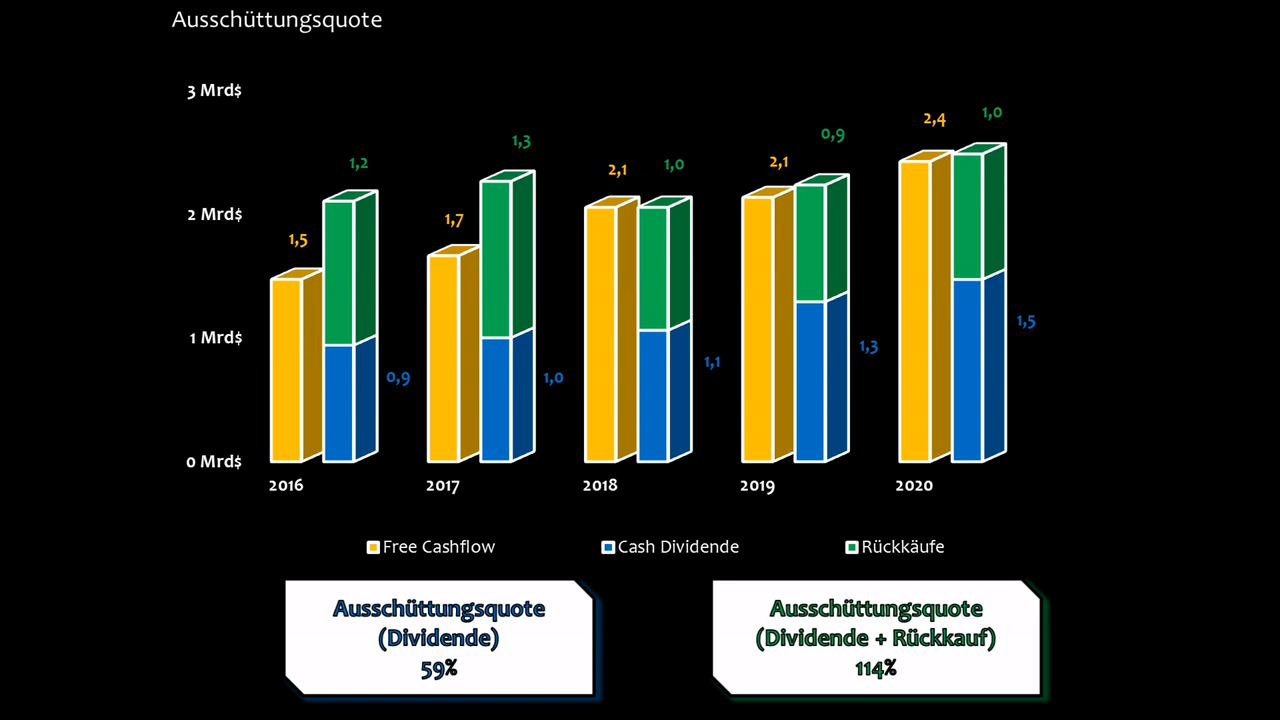 Ausschüttungsquote
3 Mrd$
2 Mrd$
1 Mrd$
0 Mrd$
1,5
1,2
0,9
1,7
1,3
1,0
2,1
1,0
1,1
2,1
0,9
1,3
2,4
1,0
1,5
2016 2017 2018 2019 2020
Free Cashflow Cash Dividende Rückkäufe
Ausschüttungsquote
(Dividende)
59%
Ausschüttungsquote
(Dividende + Rückkauf)
114%